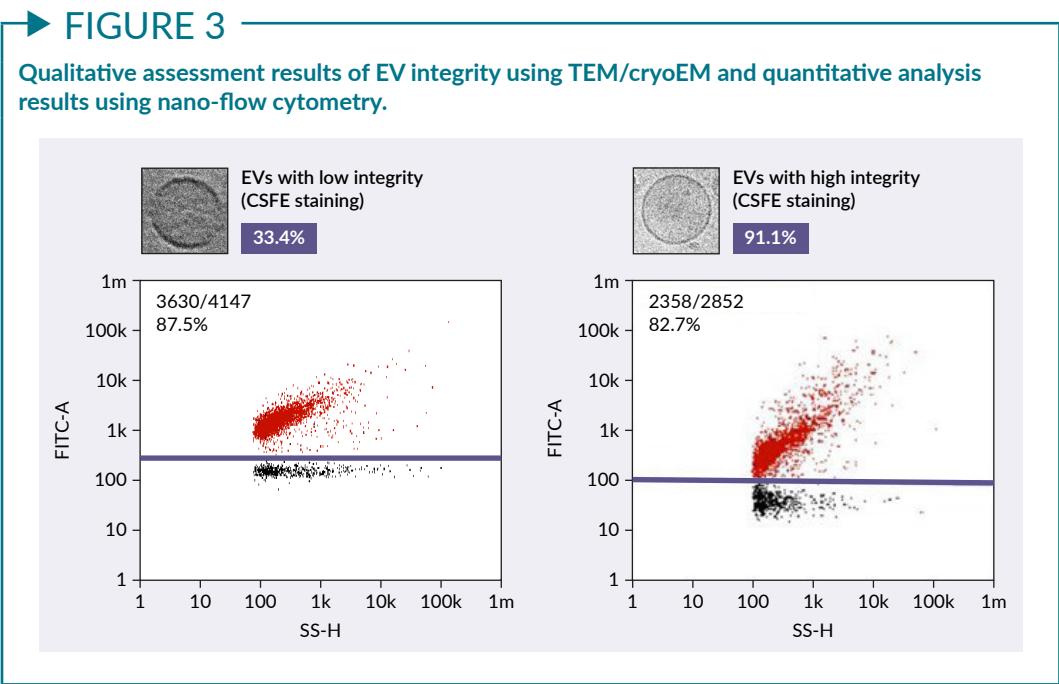 FIGURE 3
Qualitative assessment results of EV integrity using TEM/cryoEM and quantitative analysis
results using nano-flow cytometry.
EVs with low integrity
(CSFE staining)
33.4%
1m
100k
10k
1k
100
10
1
FITC-A
3630/4147
87.5%
1 10 100 1k 10k 100k 1m
SS-H
EVs with high integrity
(CSFE staining)
91.1%
1m
100k
10k
1k
100
10
1
FITC-A
2358/2852
82.7%
1 10 100 1k 10k 100k 1m
SS-H